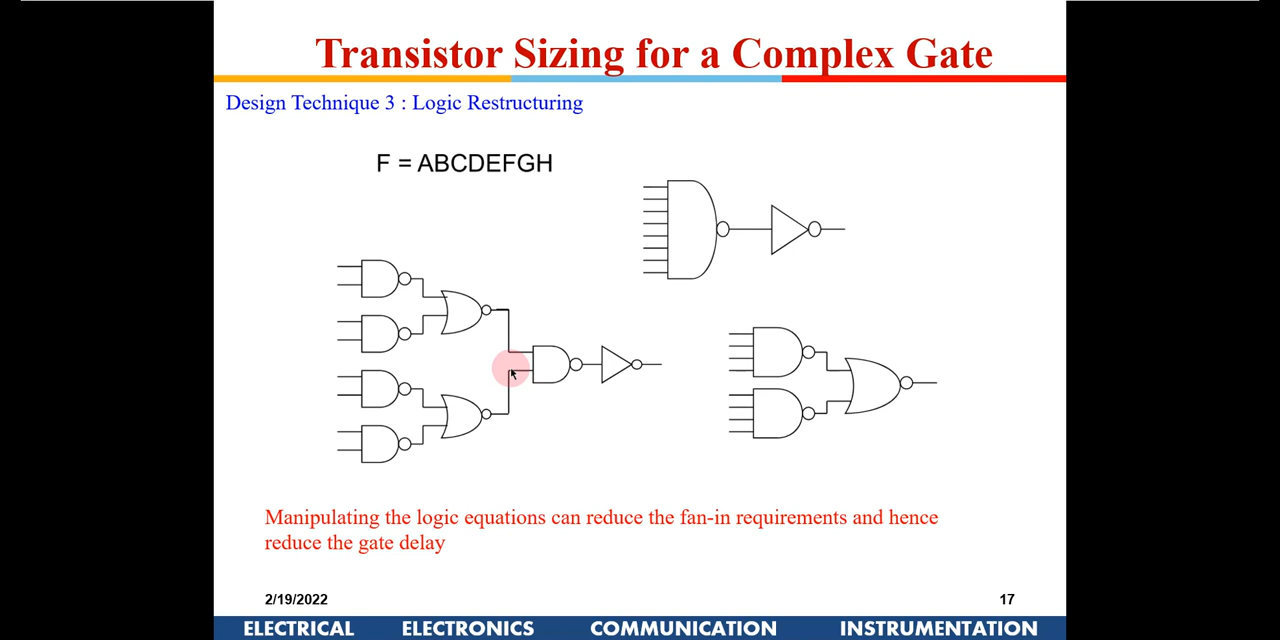 Transistor Sizing for a Complex Gate
Design Technique 3 : Logic Restructuring
F = ABCDEFGH
Manipulating the logic equations can reduce the fan-in requirements and hence
reduce the gate delay
2/19/2022
17
ELECTRICAL ELECTRONICS COMMUNICATION INSTRUMENTATION